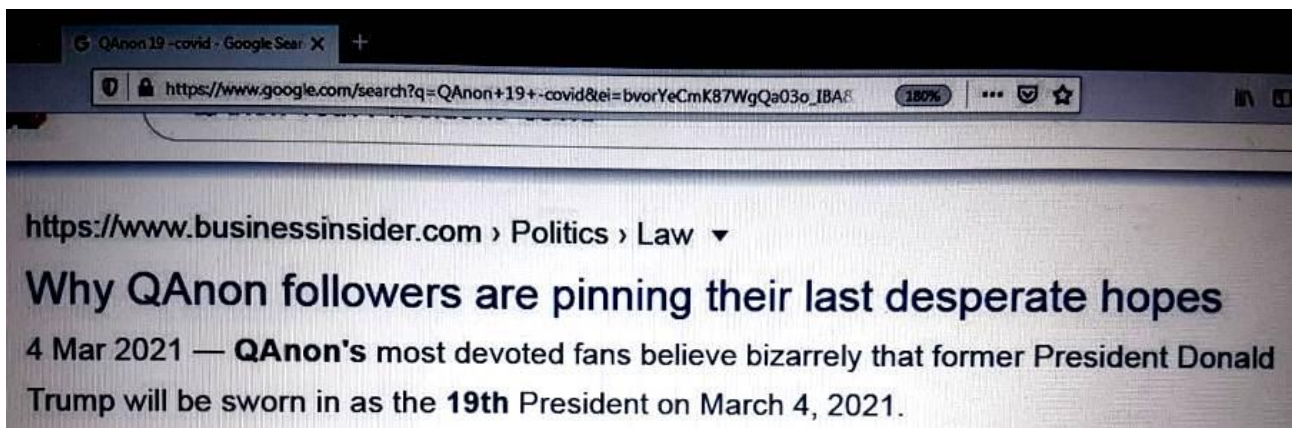 QAnon 19 -covid - Google Sear
https://www.google.com/search?q=QAnon+19+-covid&ei=bvorYeCmK87WgQa03o_IBA8
180%
https://www.businessinsider.com › Politics › Law
Why QAnon followers are pinning their last desperate hopes
4 Mar 2021 — QAnon's most devoted fans believe bizarrely that former President Donald
Trump will be sworn in as the 19th President on March 4, 2021.